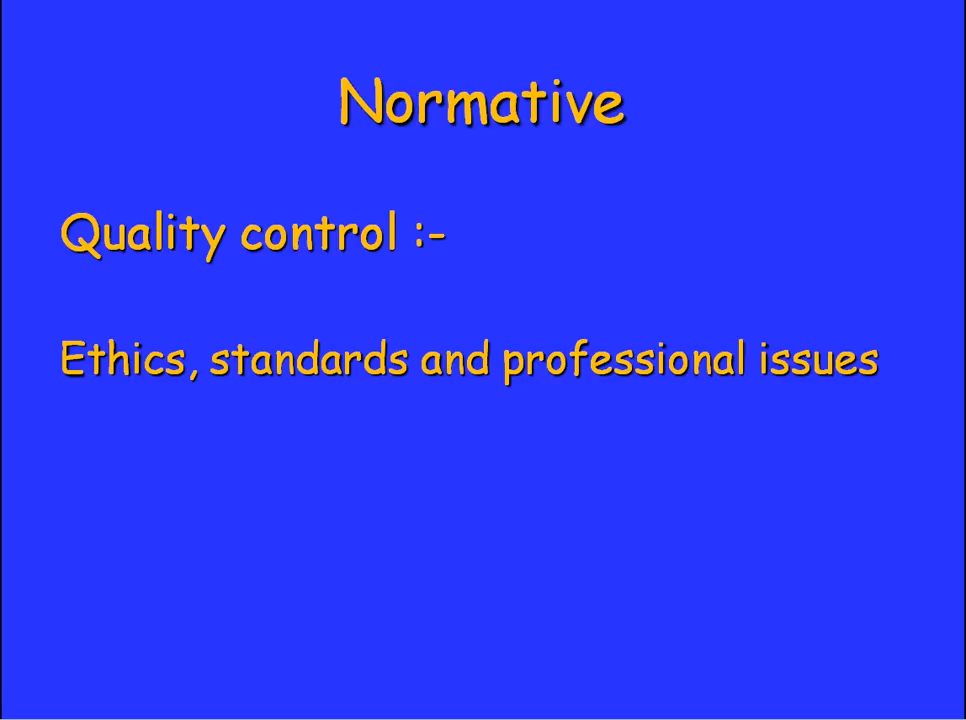 Normative
Quality control :-
Ethics, standards and professional issues